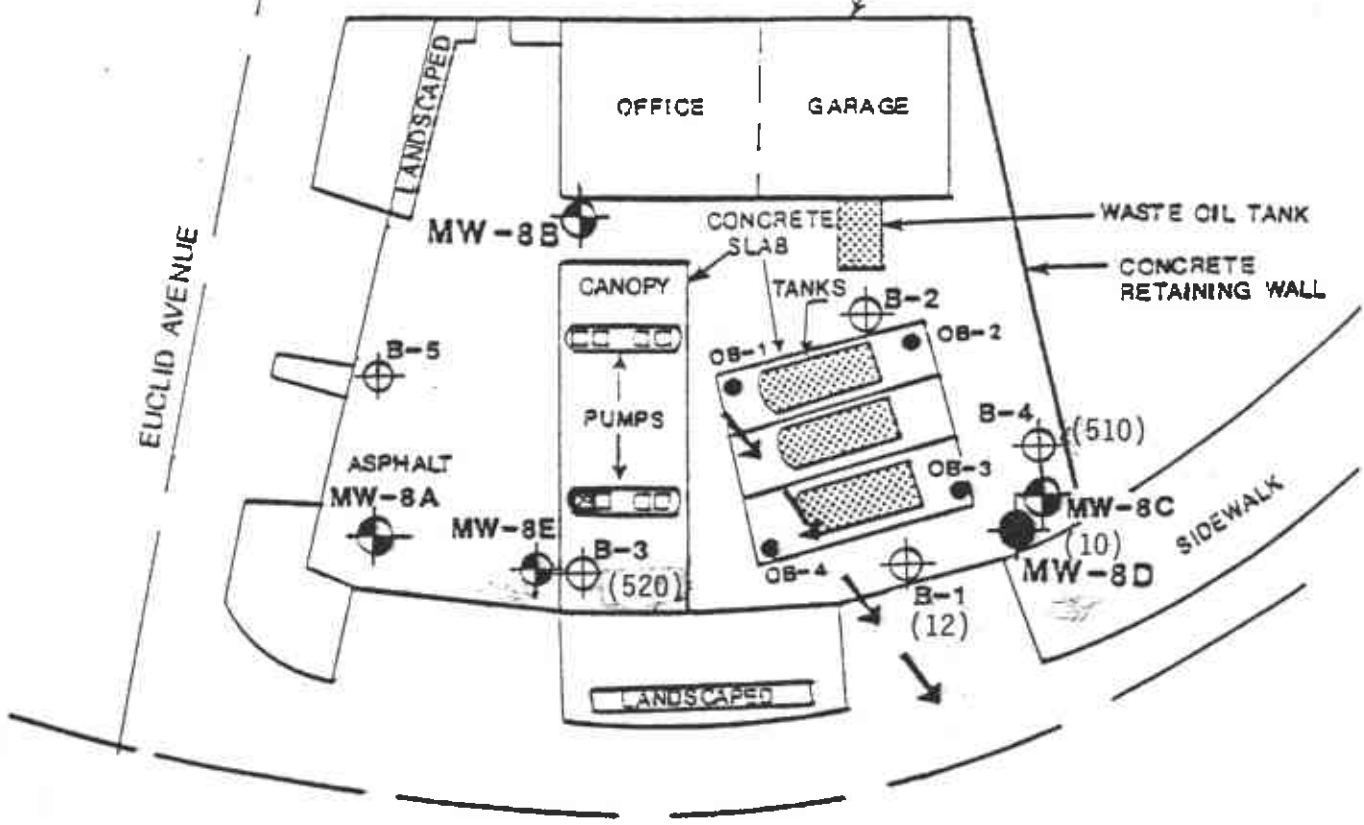 OFFICE
GARAGE
LANDSCAPED
MW-8B
CONCRETE
SLAB
WASTE OIL TANK
CONCRETE
RETAINING WALL
EUCLID AVENUE
CANOPY
TANKS
B-2
OB-1
OB-2
B-5
PUMPS
B-4
(510)
ASPHALT
MW-8A
OB-3
MW-8E
B-3
(520)
OB-4
MW-8C
(10)
MW-8D
SIDEWALK
B-1
(12)
LANDSCAPED